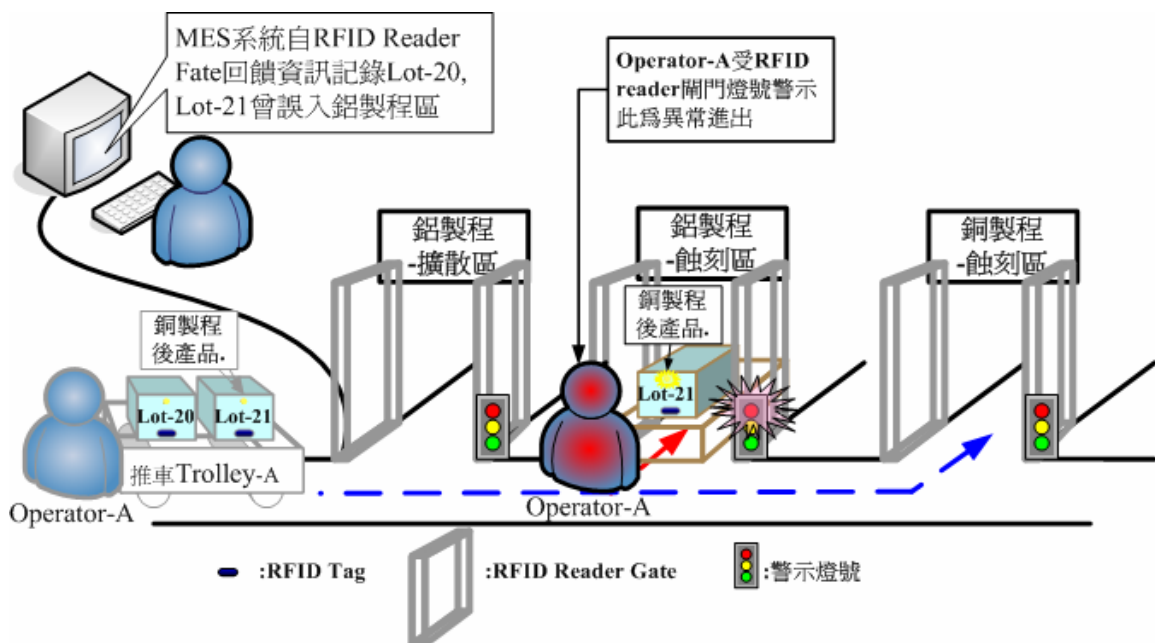 MES系統自RFID Reader
Fate回饋資訊記錄Lot-20,
Lot-21曾誤入鋁製程區
Operator-A受RFID
reader閘門燈號警示
此爲異常進出
鋁製程
-擴散區
鋁製程
-蝕刻區
銅製程
-蝕刻區
銅製程
後產品.
銅製程
後產品.
Lot-20
Lot-21
Lot-21
推車Trolley-A
Operator-A
Operator-A
:RFID Tag
:RFID Reader Gate
:警示燈號